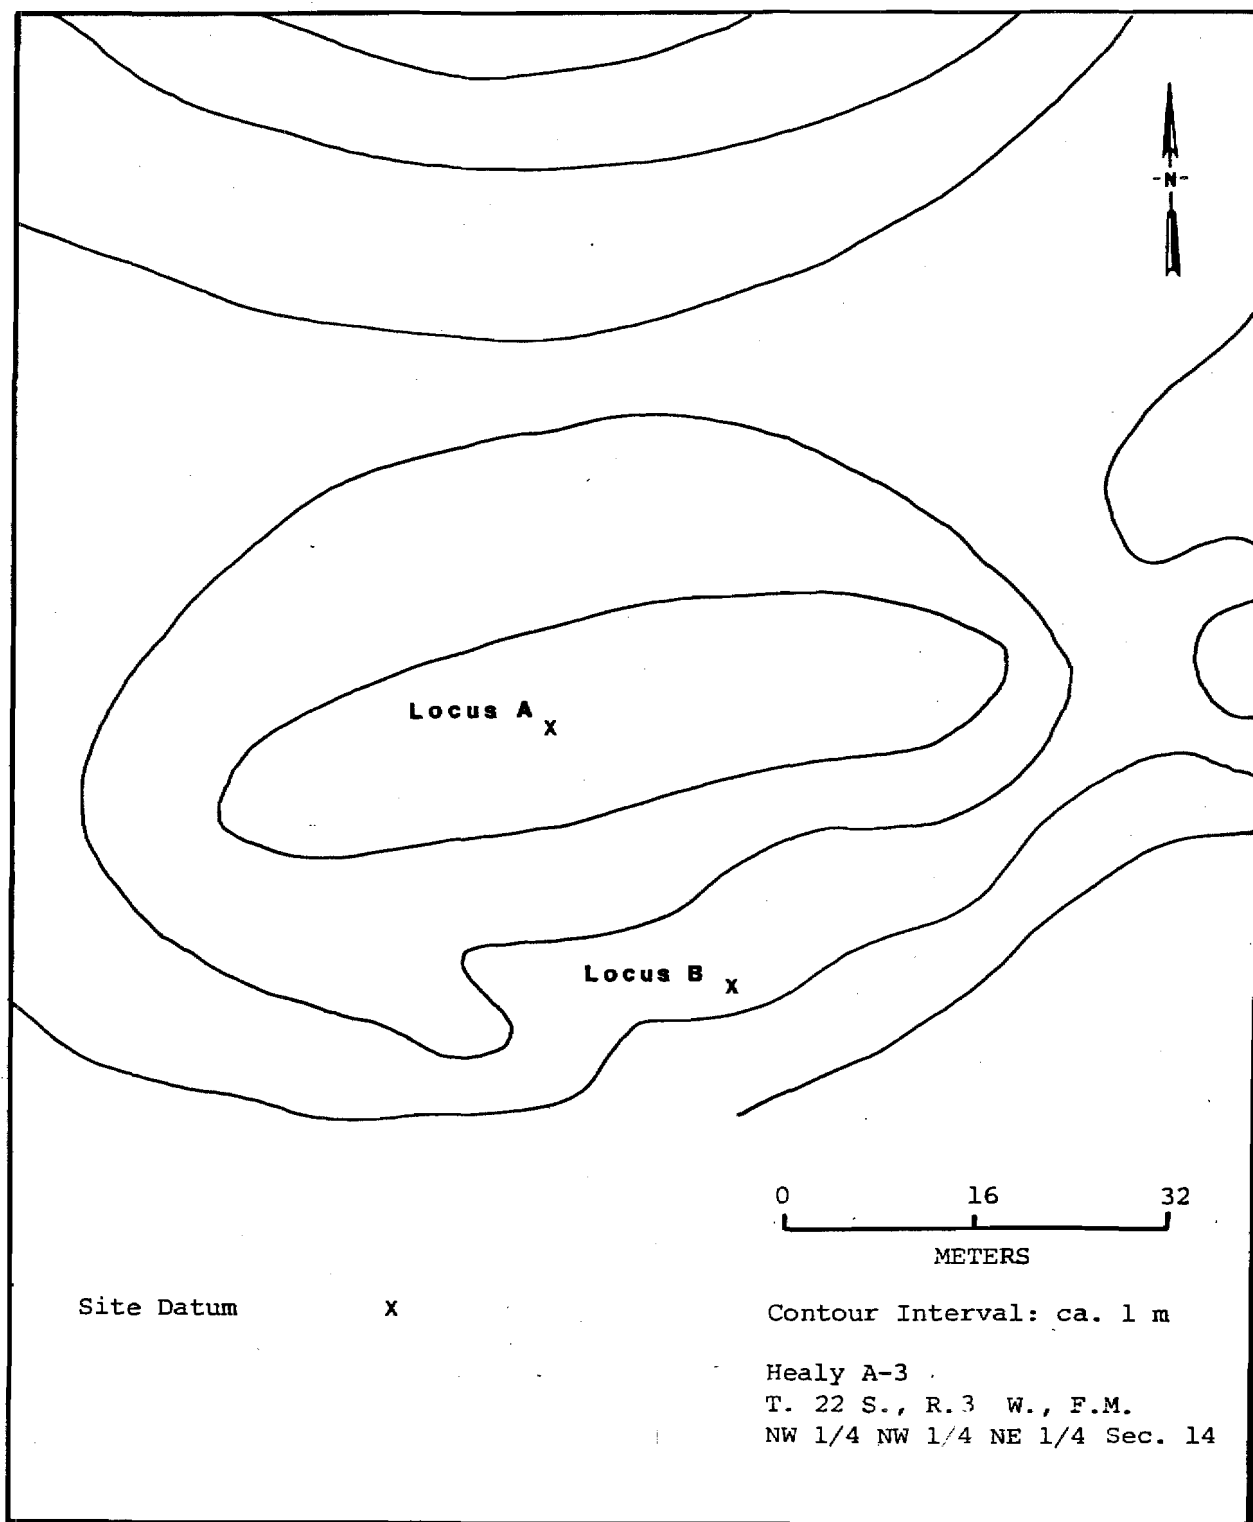 -N-
Locus A X
Locus B X
0 16 32
METERS
Site Datum X
Contour Interval: ca. 1 m
Healy A-3
T. 22 S., R.3 W., F.M.
NW 1/4 NW 1/4 NE 1/4 Sec. 14